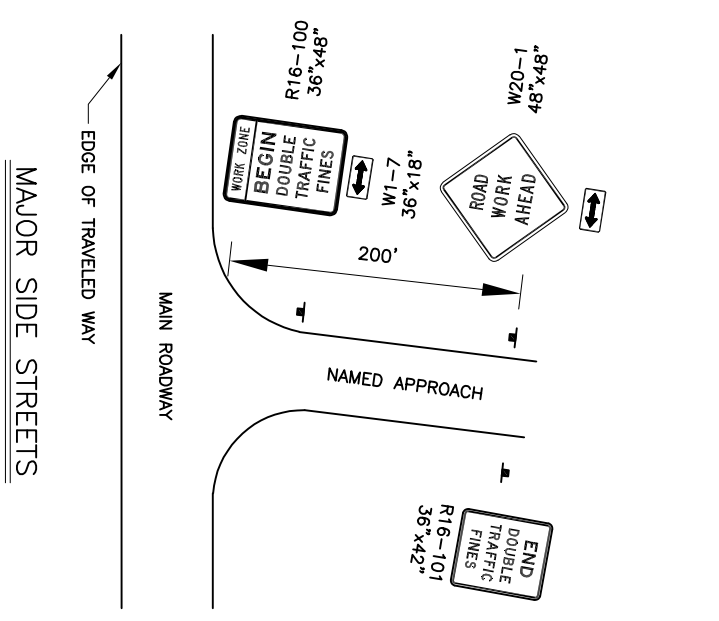 R16-100
36"x48"
WORK ZONE
BEGIN
DOUBLE
TRAFFIC
FINES
W1-7
36"x18"
W20-1
48"x48"
ROAD
WORK
AHEAD
200'
NAMED APPROACH
R16-101
36"x42"
END
DOUBLE
TRAFFIC
FINES
MAIN ROADWAY
EDGE OF TRAVELED WAY
MAJOR SIDE STREETS